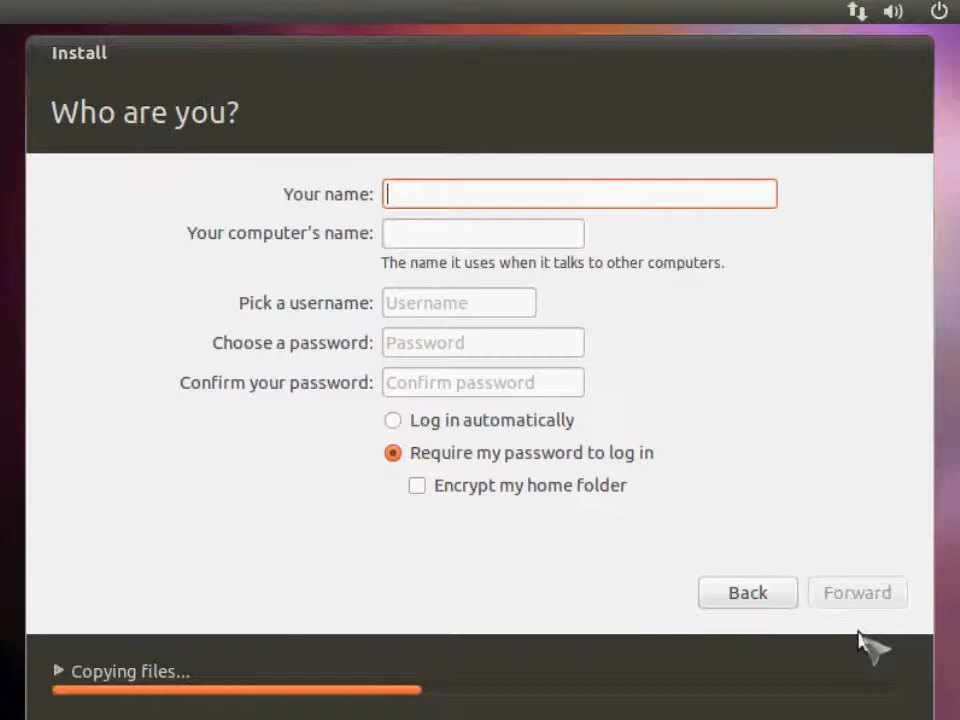 Install
Who are you?
Your name:
Your computer's name:
The name it uses when it talks to other computers.
Pick a username: Username
Choose a password: Password
Confirm your password: Confirm password
Log in automatically
Require my password to log in
Encrypt my home folder
Back Forward
Copying files...